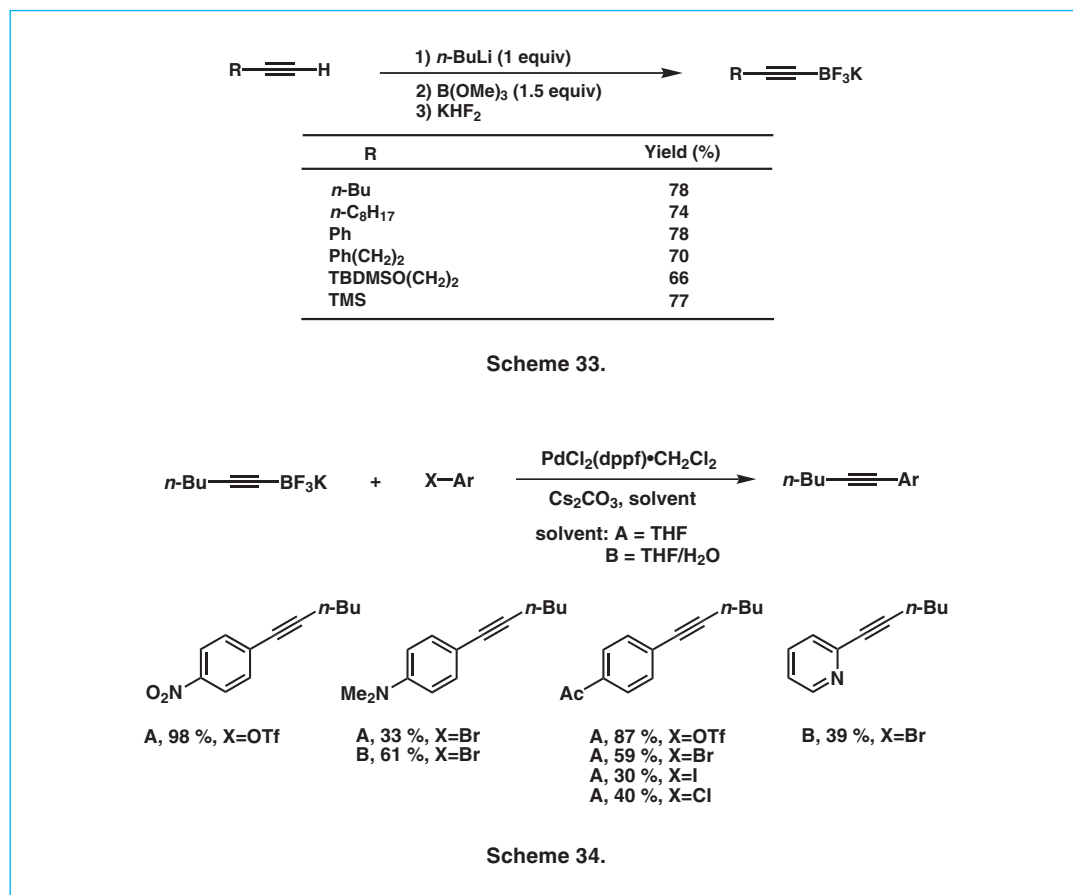 R H
1) n-BuLi (1 equiv)
2) B(OMe)₃ (1.5 equiv)
3) KHF₂
R BF₃K
R Yield (%)
n-Bu 78
n-C₈H₁₇ 74
Ph 78
Ph(CH₂)₂ 70
TBDMSO(CH₂)₂ 66
TMS 77
Scheme 33.
n-Bu BF₃K + X–Ar
PdCl₂(dppf)•CH₂Cl₂
Cs₂CO₃, solvent
solvent: A = THF
B = THF/H₂O
n-Bu Ar
n-Bu
O₂N
A, 98 %, X=OTf
n-Bu
Me₂N
A, 33 %, X=Br
B, 61 %, X=Br
n-Bu
Ac
A, 87 %, X=OTf
A, 59 %, X=Br
A, 30 %, X=I
A, 40 %, X=Cl
n-Bu
N
B, 39 %, X=Br
Scheme 34.